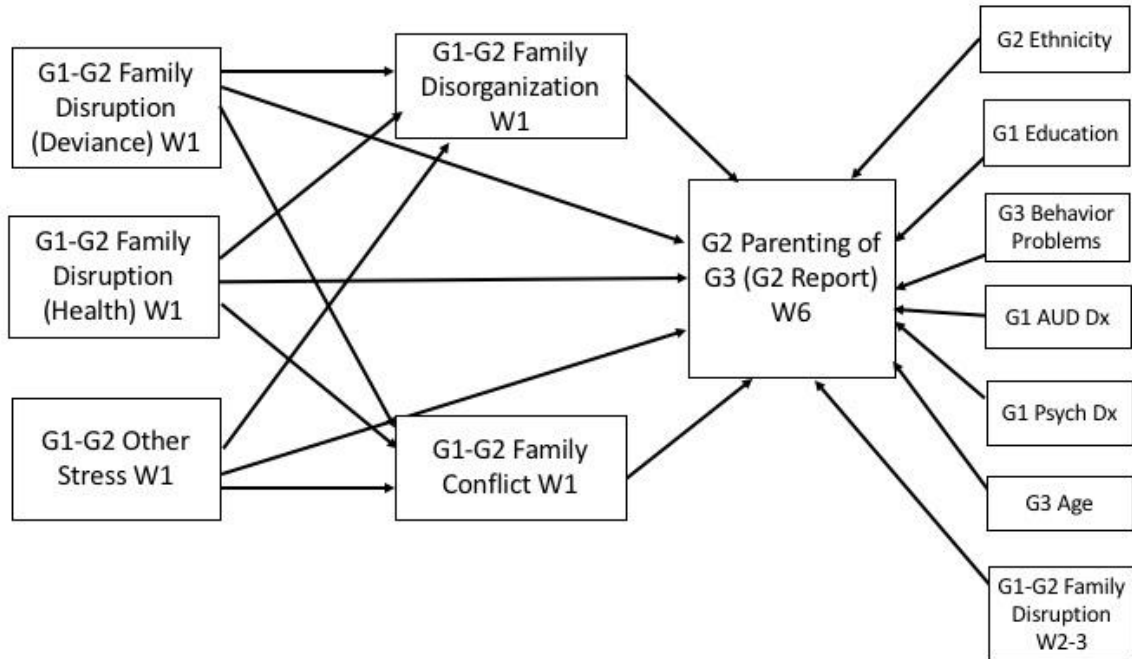 G1-G2 Family
Disruption
(Deviance) W1
G1-G2 Family
Disruption
(Health) W1
G1-G2 Other
Stress W1
G1-G2 Family
Disorganization
W1
G1-G2 Family
Conflict W1
G2 Parenting of
G3 (G2 Report)
W6
G2 Ethnicity
G1 Education
G3 Behavior
Problems
G1 AUD Dx
G1 Psych Dx
G3 Age
G1-G2 Family
Disruption
W2-3